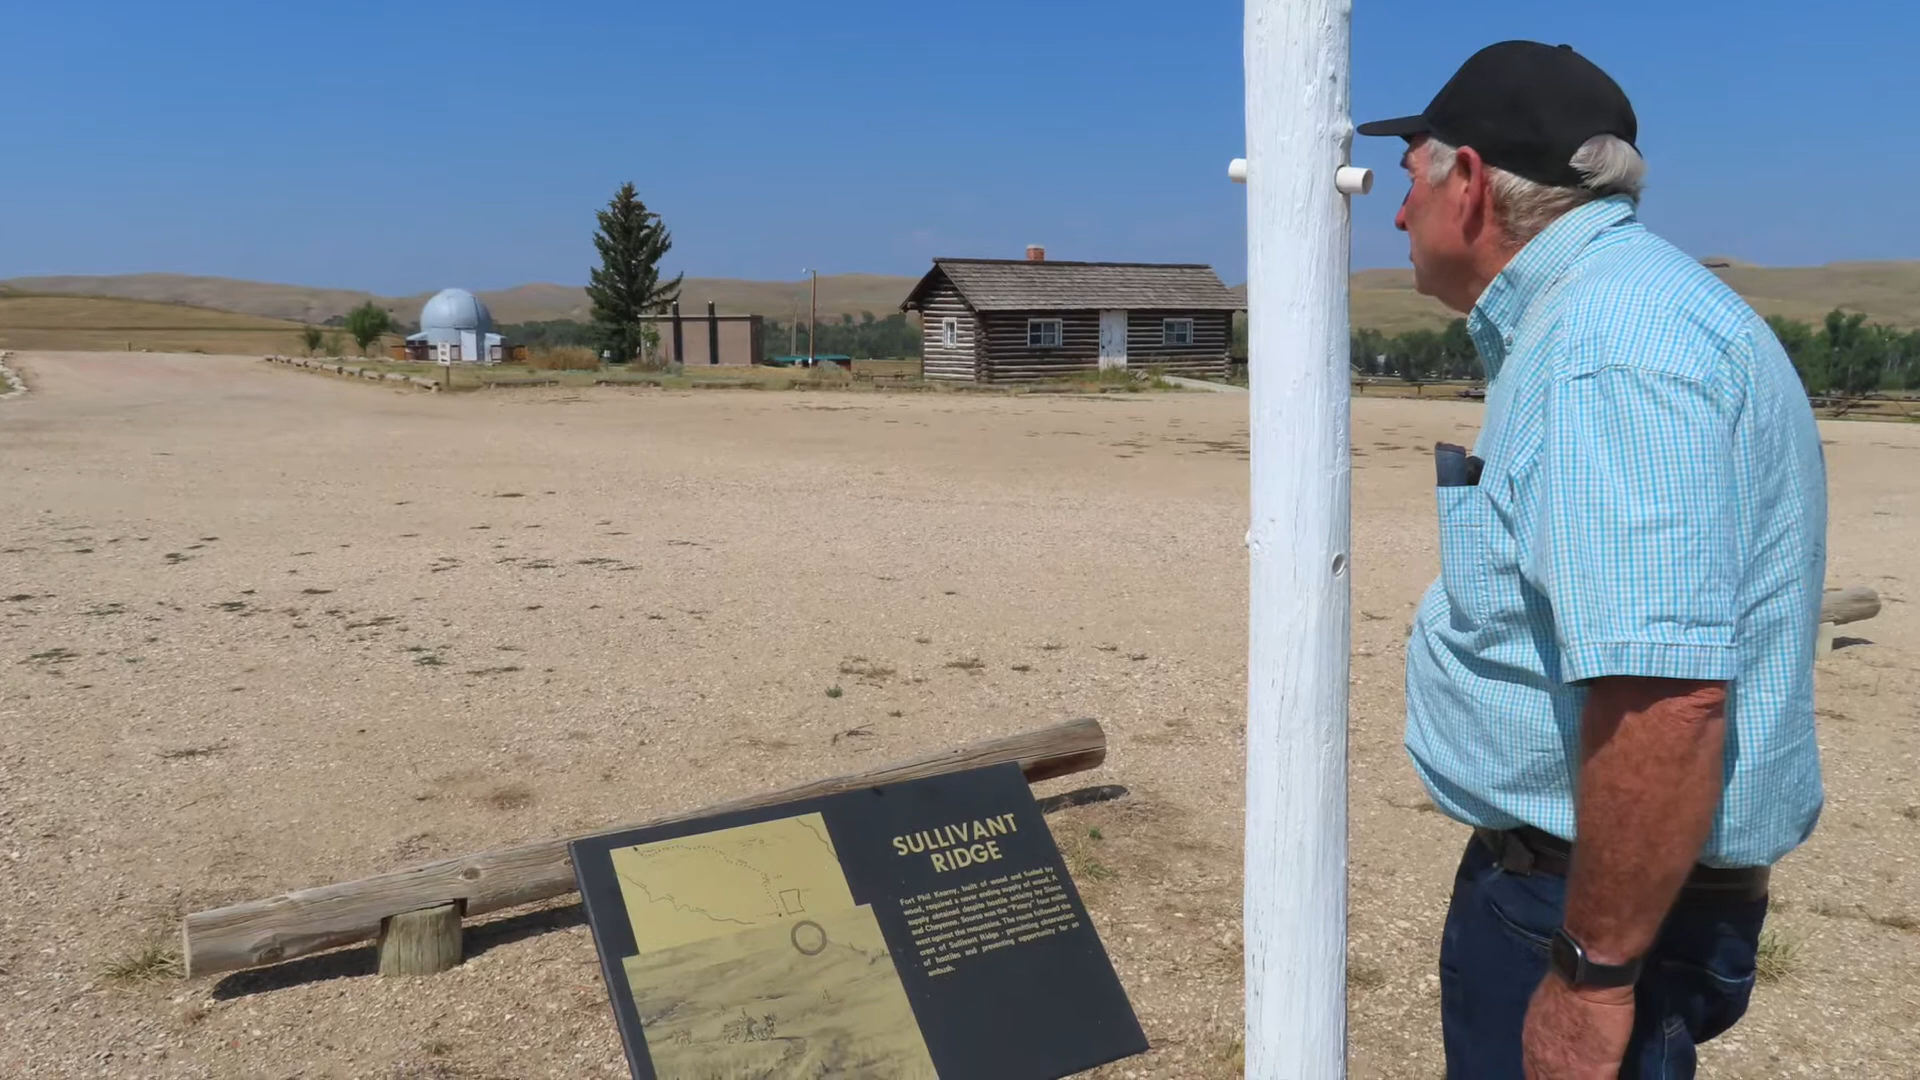 SULLIVANT
RIDGE
Fort Phil Kearny, built of wood and fueled by
wood, required a never ending supply of wood. A
supply obtained despite hostile activity by Sioux
and Cheyenne. Source was the "Pinery" four miles
west against the mountains. The route followed the
crest of Sullivant Ridge - permitting observation
of hostiles and preventing opportunity for an
ambush.